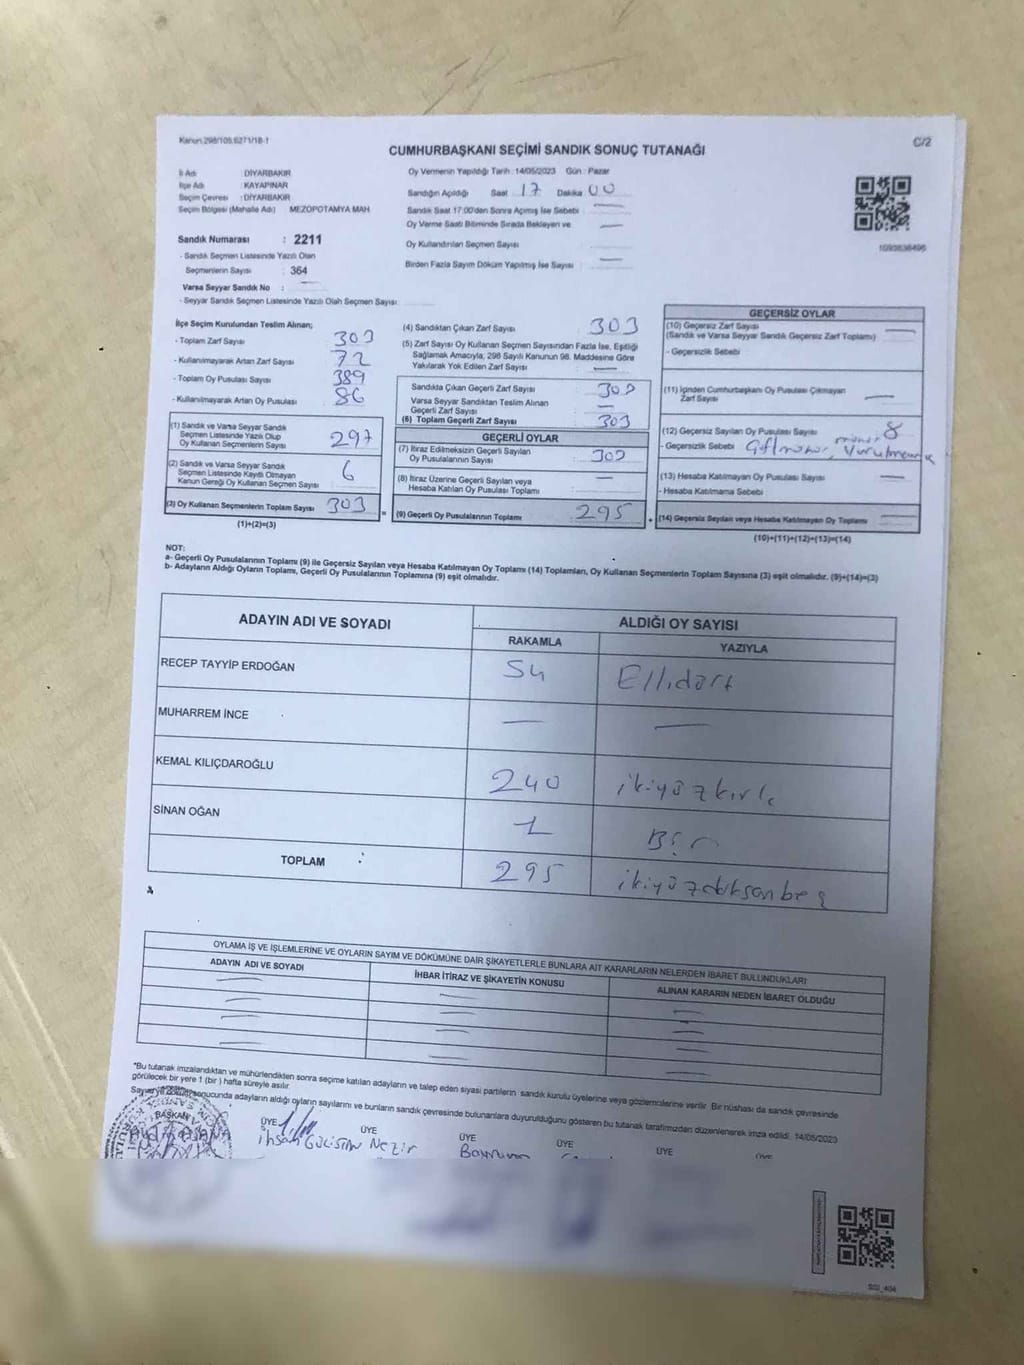 Kanun 298/105,6271/18-1
C/2
CUMHURBAŞKANI SEÇİMİ SANDIK SONUÇ TUTANAĞI
İl Adı : DİYARBAKIR
İlçe Adı : KAYAPINAR
Seçim Çevresi : DİYARBAKIR
Seçim Bölgesi (Mahalle Adı) MEZOPOTAMYA MAH
Sandık Numarası : 2211
- Sandık Seçmen Listesinde Yazılı Olan
Seçmenlerin Sayısı : 364
Varsa Seyyar Sandık No : —
- Seyyar Sandık Seçmen Listesinde Yazılı Olan Seçmen Sayısı
Oy Vermenin Yapıldığı Tarih : 14/05/2023 Gün : Pazar
Sandığın Açıldığı Saat 17 Dakika 00
Sandık Saat 17:00'den Sonra Açılmış İse Sebebi —
Oy Verme Saati Bitiminde Sırada Bekleyen ve —
Oy Kullandırılan Seçmen Sayısı
Birden Fazla Sayım Döküm Yapılmış İse Sayısı —
1093838496
İlçe Seçim Kurulundan Teslim Alınan;
- Toplam Zarf Sayısı 303
- Kullanılmayarak Artan Zarf Sayısı 72
- Toplam Oy Pusulası Sayısı 389
- Kullanılmayarak Artan Oy Pusulası 86
(1) Sandık ve Varsa Seyyar Sandık
Seçmen Listesinde Yazılı Olup
Oy Kullanan Seçmenlerin Sayısı 297
(2) Sandık ve Varsa Seyyar Sandık
Seçmen Listesinde Kayıtlı Olmayan
Kanun Gereği Oy Kullanan Seçmen Sayısı 6
(3) Oy Kullanan Seçmenlerin Toplam Sayısı 303
(1)+(2)=(3)
(4) Sandıktan Çıkan Zarf Sayısı 303
(5) Zarf Sayısı Oy Kullanan Seçmen Sayısından Fazla İse, Eşitliği
Sağlamak Amacıyla, 298 Sayılı Kanunun 98. Maddesine Göre
Yakılarak Yok Edilen Zarf Sayısı —
Sandıkta Çıkan Geçerli Zarf Sayısı 303
Varsa Seyyar Sandıktan Teslim Alınan
Geçerli Zarf Sayısı —
(6) Toplam Geçerli Zarf Sayısı 303
GEÇERLİ OYLAR
(7) İtiraz Edilmeksizin Geçerli Sayılan
Oy Pusulalarının Sayısı
(8) İtiraz Üzerine Geçerli Sayılan veya
Hesaba Katılan Oy Pusulası Toplamı —
= (9) Geçerli Oy Pusulalarının Toplamı 295 +
GEÇERSİZ OYLAR
(10) Geçersiz Zarf Sayısı —
(Sandık ve Varsa Seyyar Sandık Geçersiz Zarf Toplamı)
- Geçersizlik Sebebi
(11) İçinden Cumhurbaşkanı Oy Pusulası Çıkmayan
Zarf Sayısı —
(12) Geçersiz Sayılan Oy Pusulası Sayısı 8
- Geçersizlik Sebebi
(13) Hesaba Katılmayan Oy Pusulası Sayısı —
- Hesaba Katılmama Sebebi
(14) Geçersiz Sayılan veya Hesaba Katılmayan Oy Toplamı —
(10)+(11)+(12)+(13)=(14)
NOT:
a- Geçerli Oy Pusulalarının Toplamı (9) ile Geçersiz Sayılan veya Hesaba Katılmayan Oy Toplamı (14) Toplamları, Oy Kullanan Seçmenlerin Toplam Sayısına (3) eşit olmalıdır. (9)+(14)=(3)
b- Adayların Aldığı Oyların Toplamı, Geçerli Oy Pusulalarının Toplamına (9) eşit olmalıdır.
ADAYIN ADI VE SOYADI ALDIĞI OY SAYISI
RAKAMLA YAZIYLA
RECEP TAYYİP ERDOĞAN 54 Ellidört
MUHARREM İNCE — —
KEMAL KILIÇDAROĞLU 240 ikiyüzkırk
SİNAN OĞAN 1 Bir
TOPLAM : 295 ikiyüzdoksanbeş
OYLAMA İŞ VE İŞLEMLERİNE VE OYLARIN SAYIM VE DÖKÜMÜNE DAİR ŞİKAYETLERLE BUNLARA AİT KARARLARIN NELERDEN İBARET BULUNDUKLARI
ADAYIN ADI VE SOYADI İHBAR İTİRAZ VE ŞİKAYETİN KONUSU ALINAN KARARIN NEDEN İBARET OLDUĞU
*Bu tutanak imzalandıktan ve mühürlendikten sonra seçime katılan adayların ve talep eden siyasi partilerin sandık kurulu üyelerine veya gözlemcilerine verilir. Bir nüshası da sandık çevresinde
görülecek bir yere 1 (bir) hafta süreyle asılır.
Sayım ve döküm sonucunda adayların aldığı oyların sayılarını ve bunların sandık çevresinde bulunanlara duyurulduğunu gösteren bu tutanak tarafımızdan düzenlenerek imza edildi. 14/05/2023
BAŞKAN ÜYE ÜYE ÜYE ÜYE ÜYE ÜYE
ihsan Gülistan Nezir